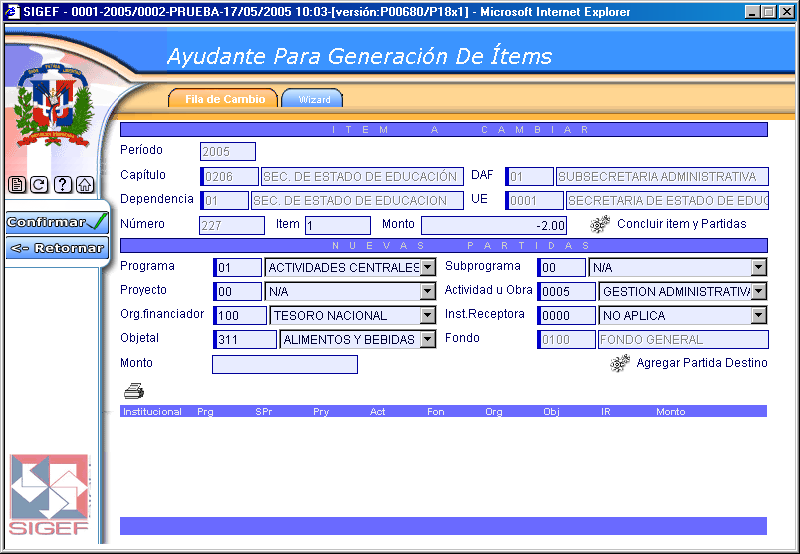 SIGEF - 0001-2005/0002-PRUEBA-17/05/2005 10:03-[versión:P00680/P18x1] - Microsoft Internet Explorer
Ayudante Para Generación De Ítems
Fila de Cambio Wizard
ITEM A CAMBIAR
Período 2005
Capítulo 0206 SEC. DE ESTADO DE EDUCACIÓN DAF 01 SUBSECRETARIA ADMINISTRATIVA
Dependencia 01 SEC. DE ESTADO DE EDUCACION UE 0001 SECRETARIA DE ESTADO DE EDUC
Número 227 Item 1 Monto -2.00 Concluir item y Partidas
Confirmar
<- Retornar
NUEVAS PARTIDAS
Programa 01 ACTIVIDADES CENTRALES Subprograma 00 N/A
Proyecto 00 N/A Actividad u Obra 0005 GESTION ADMINISTRATIVA
Org.financiador 100 TESORO NACIONAL Inst.Receptora 0000 NO APLICA
Objetal 311 ALIMENTOS Y BEBIDAS Fondo 0100 FONDO GENERAL
Monto Agregar Partida Destino
Institucional Prg SPr Pry Act Fon Org Obj IR Monto
SIGEF